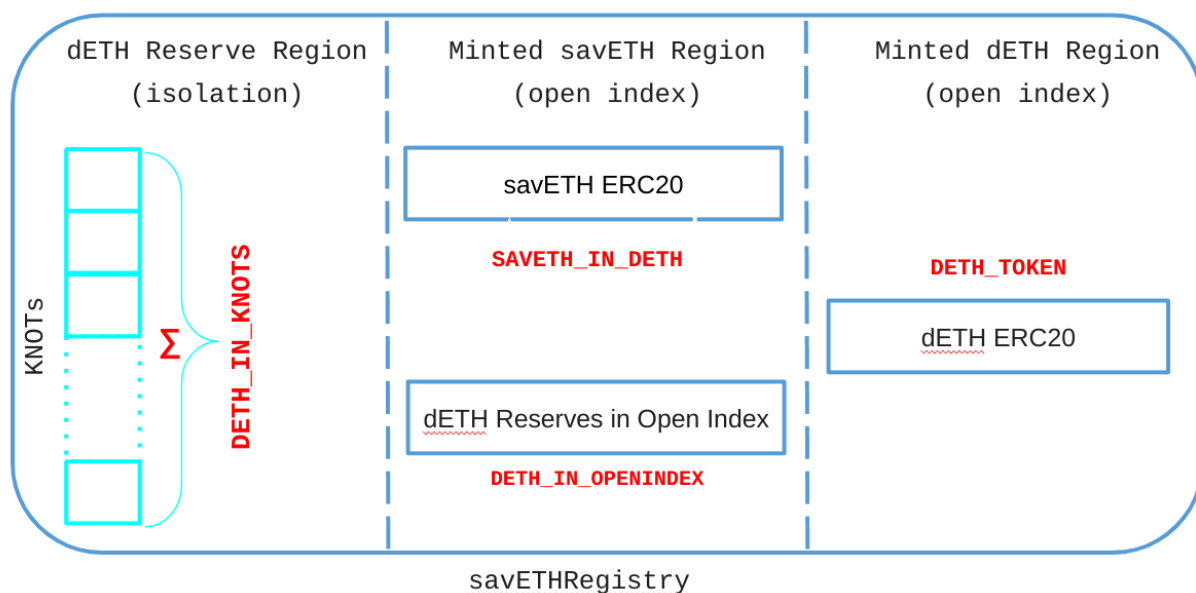 dETH Reserve Region
(isolation)
Minted savETH Region
(open index)
Minted dETH Region
(open index)
KNOTs
Σ
DETH_IN_KNOTS
savETH ERC20
SAVETH_IN_DETH
dETH Reserves in Open Index
DETH_IN_OPENINDEX
DETH_TOKEN
dETH ERC20
savETHRegistry